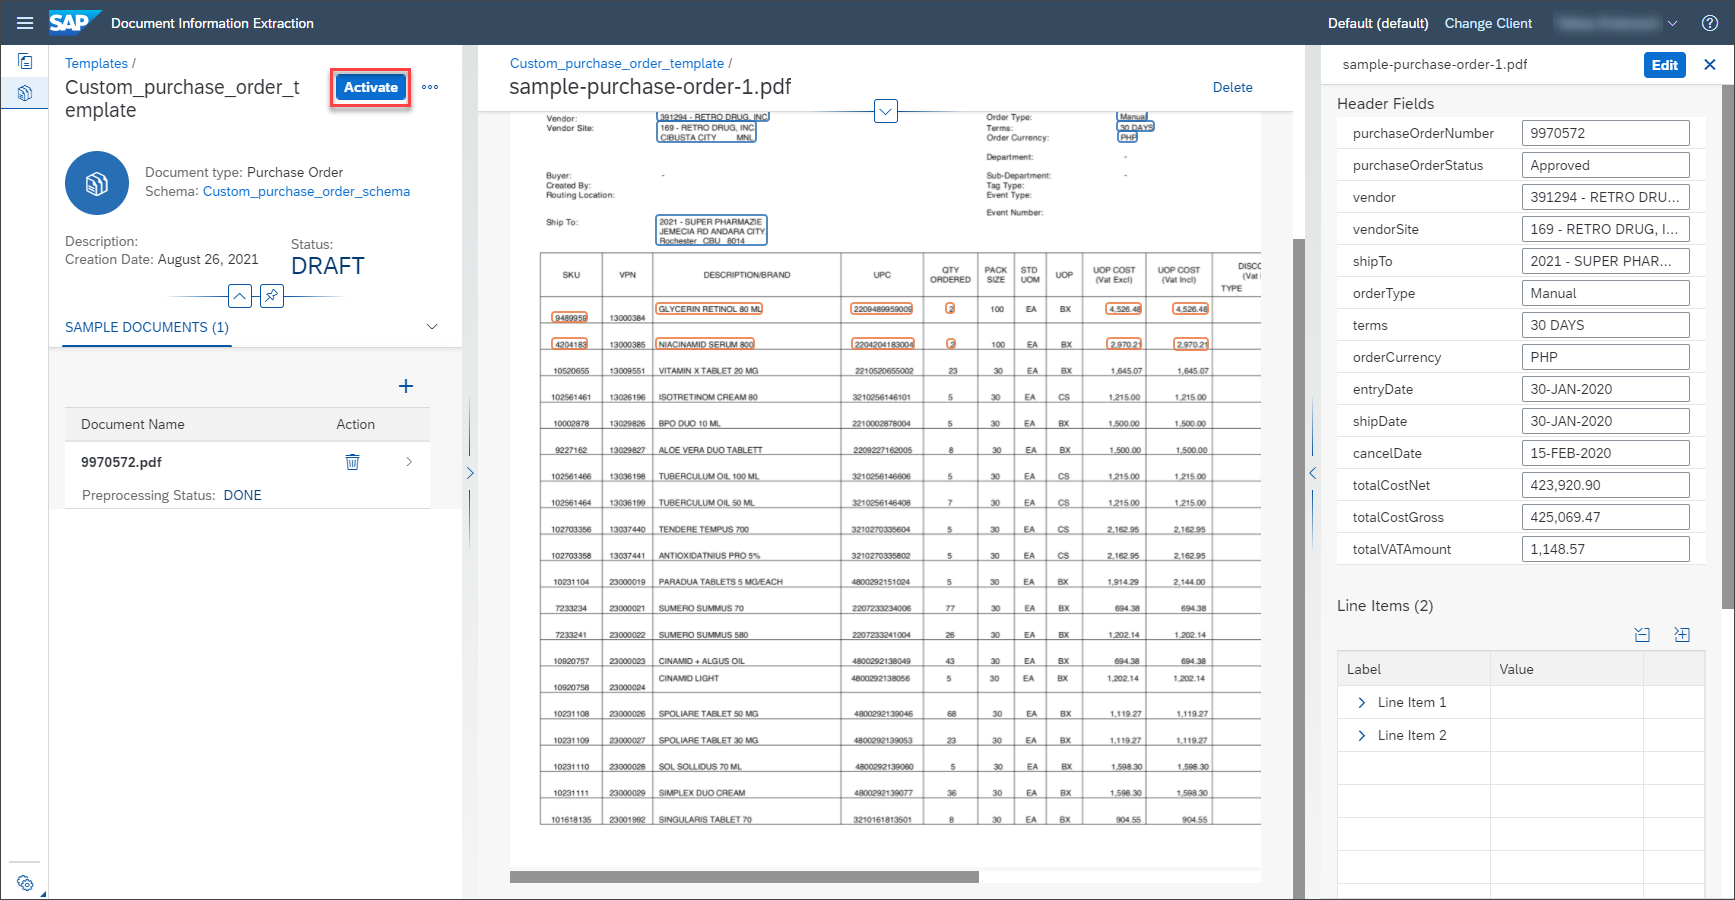 SAP Document Information Extraction
Default (default) Change Client
Templates /
Custom_purchase_order_t
emplate
Activate
Document type: Purchase Order
Schema: Custom_purchase_order_schema
Description:
Creation Date: August 26, 2021
Status:
DRAFT
SAMPLE DOCUMENTS (1)
Document Name Action
9970572.pdf
Preprocessing Status: DONE
Custom_purchase_order_template /
sample-purchase-order-1.pdf
Delete
Vendor: 391294 - RETRO DRUG, INC. Order Type: Manual
Vendor Site: 169 - RETRO DRUG, INC. Terms: 30 DAYS
CIBUSTA CITY MNL Order Currency: PHP
Department: -
Buyer: - Sub-Department: -
Created By: Tag Type:
Routing Location: Event Type:
Event Number:
Ship To: 2021 - SUPER PHARMAZIE
JEMECIA RD ANDARA CITY
Rochester CBU 8014
SKU VPN DESCRIPTION/BRAND UPC QTY ORDERED PACK SIZE STD UOM UOP UOP COST (Vat Excl) UOP COST (Vat Incl) DISCO (Vat TYPE
9489959 13000384 GLYCERIN RETINOL 80 ML 2209489959009 2 100 EA BX 4,526.48 4,526.48
4204183 13000385 NIACINAMID SERUM 800 2204204183004 2 100 EA BX 2,970.21 2,970.21
10520655 13009551 VITAMIN X TABLET 20 MG 2210520655002 23 30 EA BX 1,645.07 1,645.07
102561461 13026196 ISOTRETINOM CREAM 80 3210256146101 5 30 EA CS 1,215.00 1,215.00
10002878 13029826 BPO DUO 10 ML 2210002878004 5 30 EA BX 1,500.00 1,500.00
9227162 13029827 ALOE VERA DUO TABLETT 2209227162005 8 30 EA BX 1,500.00 1,500.00
102561466 13036198 TUBERCULUM OIL 100 ML 3210256146606 5 30 EA CS 1,215.00 1,215.00
102561464 13036199 TUBERCULUM OIL 50 ML 3210256146408 7 30 EA CS 1,215.00 1,215.00
102703356 13037440 TENDERE TEMPUS 700 3210270335604 5 30 EA CS 2,162.95 2,162.95
102703358 13037441 ANTIOXIDATNIUS PRO 5% 3210270335802 5 30 EA CS 2,162.95 2,162.95
10231104 23000019 PARADUA TABLETS 5 MG/EACH 4800292151024 5 30 EA BX 1,914.29 2,144.00
7233234 23000021 SUMERO SUMMUS 70 2207233234006 77 30 EA BX 694.38 694.38
7233241 23000022 SUMERO SUMMUS 580 2207233241004 26 30 EA BX 1,202.14 1,202.14
10920757 23000023 CINAMID + ALGUS OIL 4800292138049 43 30 EA BX 694.38 694.38
10920758 23000024 CINAMID LIGHT 4800292138056 5 30 EA BX 1,202.14 1,202.14
10231108 23000026 SPOLIARE TABLET 50 MG 4800292139046 68 30 EA BX 1,119.27 1,119.27
10231109 23000027 SPOLIARE TABLET 30 MG 4800292139053 23 30 EA BX 1,119.27 1,119.27
10231110 23000028 SOL SOLLIDUS 70 ML 4800292139060 5 30 EA BX 1,598.30 1,598.30
10231111 23000029 SIMPLEX DUO CREAM 4800292139077 36 30 EA BX 1,598.30 1,598.30
101618135 23001992 SINGULARIS TABLET 70 3210161813501 8 30 EA BX 904.55 904.55
sample-purchase-order-1.pdf Edit
Header Fields
purchaseOrderNumber 9970572
purchaseOrderStatus Approved
vendor 391294 - RETRO DRU...
vendorSite 169 - RETRO DRUG, I...
shipTo 2021 - SUPER PHAR...
orderType Manual
terms 30 DAYS
orderCurrency PHP
entryDate 30-JAN-2020
shipDate 30-JAN-2020
cancelDate 15-FEB-2020
totalCostNet 423,920.90
totalCostGross 425,069.47
totalVATAmount 1,148.57
Line Items (2)
Label Value
Line Item 1
Line Item 2